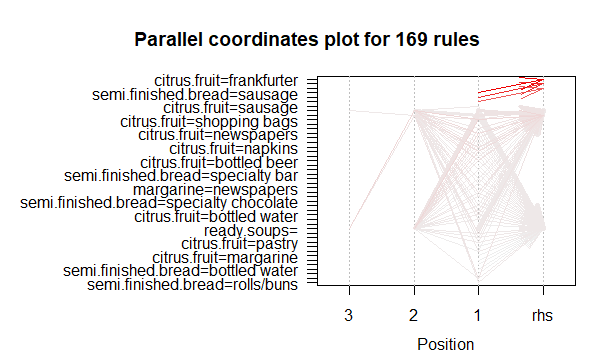 Parallel coordinates plot for 169 rules
citrus.fruit=frankfurter
semi.finished.bread=sausage
citrus.fruit=sausage
citrus.fruit=shopping bags
citrus.fruit=newspapers
citrus.fruit=napkins
citrus.fruit=bottled beer
semi.finished.bread=specialty bar
margarine=newspapers
semi.finished.bread=specialty chocolate
citrus.fruit=bottled water
ready.soups=
citrus.fruit=pastry
citrus.fruit=margarine
semi.finished.bread=bottled water
semi.finished.bread=rolls/buns
3 2 1 rhs
Position